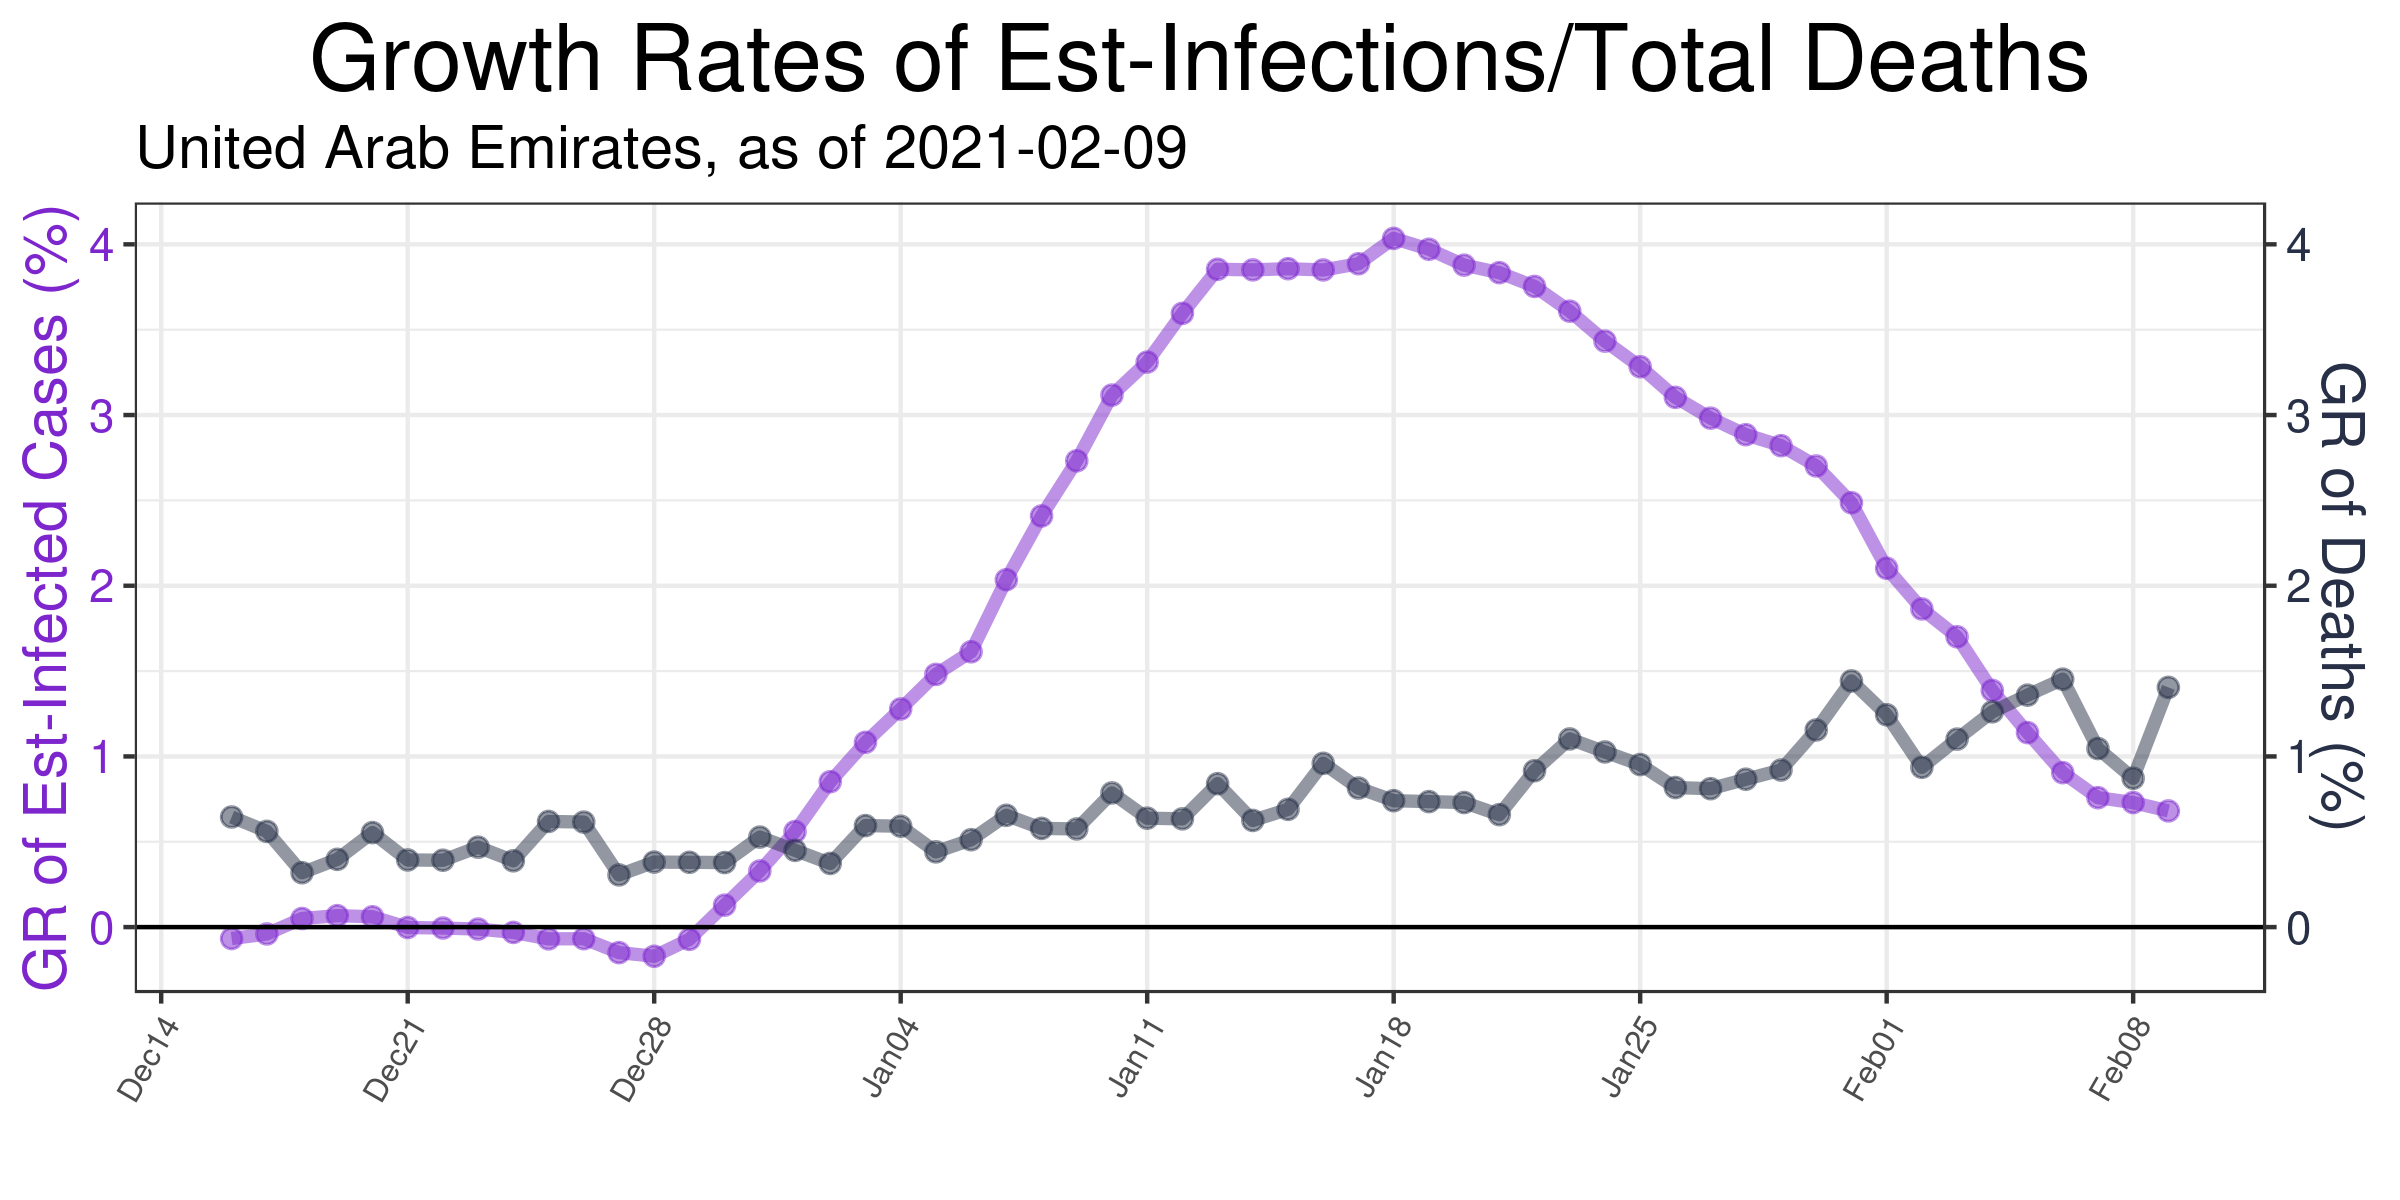 Growth Rates of Est-Infections/Total Deaths
United Arab Emirates, as of 2021-02-09
GR of Est-Infected Cases (%)
4
3
2
1
0
4
3
2
1
0
GR of Deaths (%)
Dec14
Dec21
Dec28
Jan04
Jan11
Jan18
Jan25
Feb01
Feb08